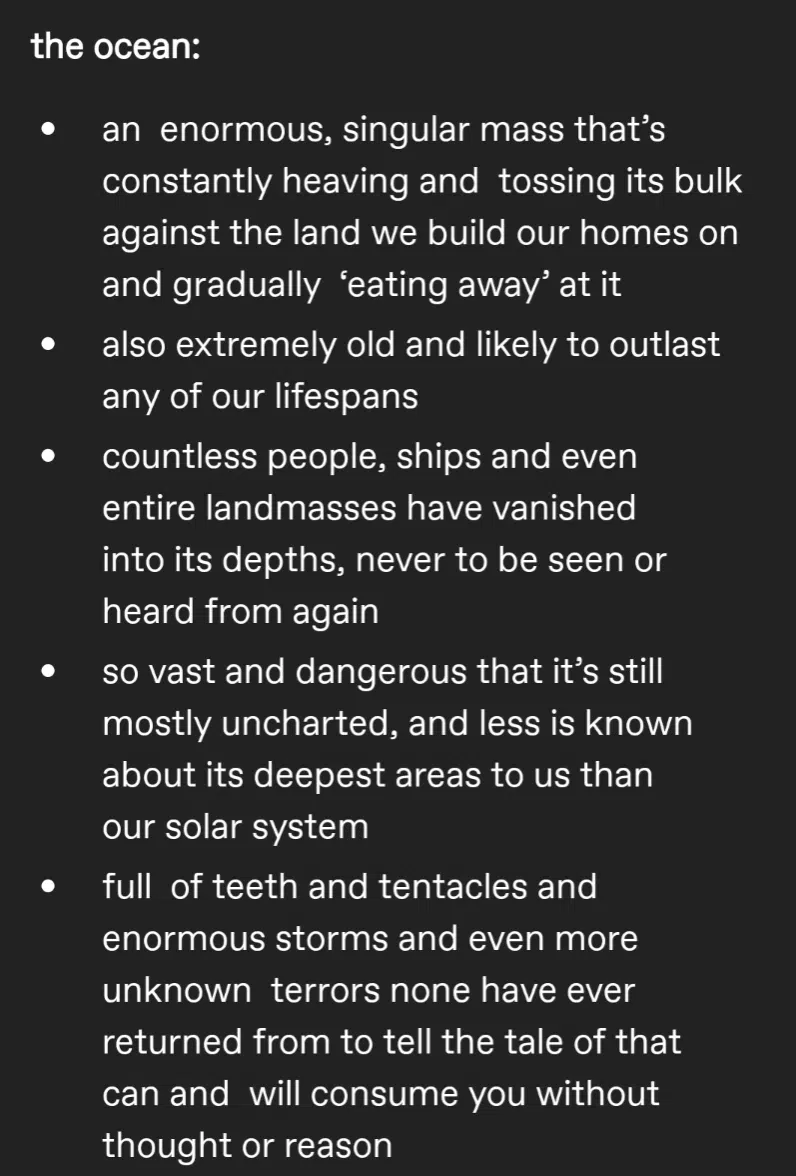 the ocean:
• an  enormous, singular mass that’s
constantly heaving and  tossing its bulk
against the land we build our homes on
and gradually  ‘eating away’ at it
• also extremely old and likely to outlast
any of our lifespans
• countless people, ships and even
entire landmasses have vanished
into its depths, never to be seen or
heard from again
• so vast and dangerous that it’s still
mostly uncharted, and less is known
about its deepest areas to us than
our solar system
• full  of teeth and tentacles and
enormous storms and even more
unknown  terrors none have ever
returned from to tell the tale of that
can and  will consume you without
thought or reason